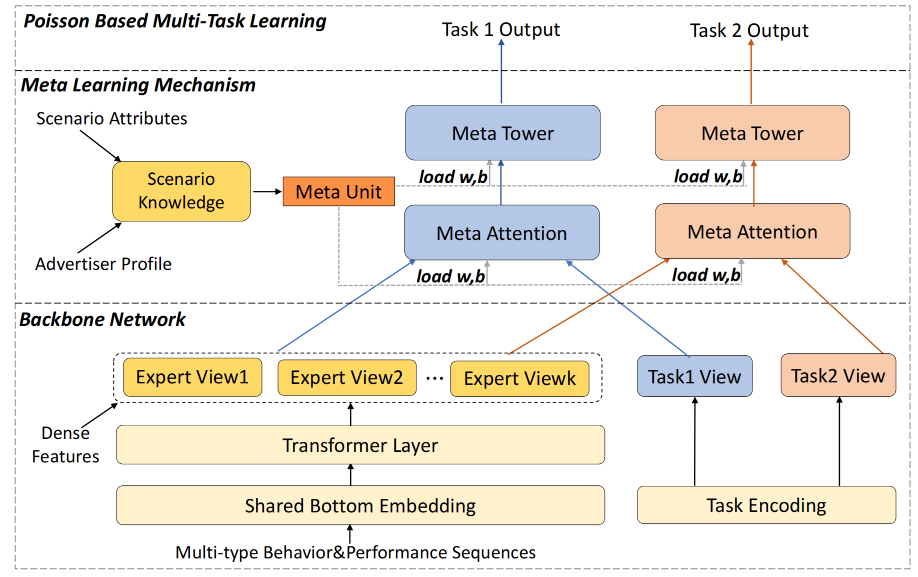 Poisson Based Multi-Task Learning
Task 1 Output
Task 2 Output
Meta Learning Mechanism
Scenario Attributes
Meta Tower
Meta Tower
Scenario
Knowledge
Meta Unit
load w,b
load w,b
Meta Attention
Meta Attention
Advertiser Profile
load w,b
load w,b
Backbone Network
Expert View1
Expert View2
...
Expert Viewk
Task1 View
Task2 View
Dense
Features
Transformer Layer
Shared Bottom Embedding
Task Encoding
Multi-type Behavior&Performance Sequences